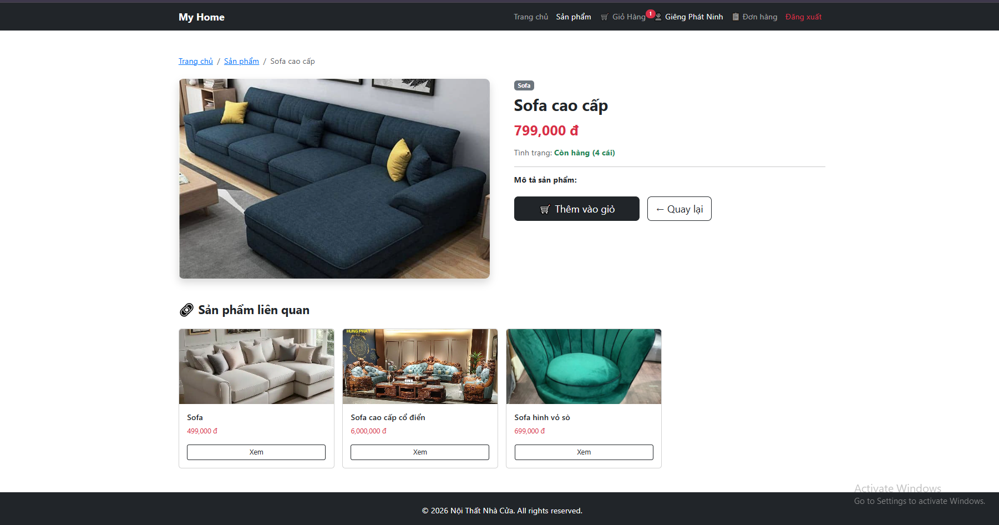 My Home
Trang chủ
Sản phẩm
Giỏ Hàng
1
Giêng Phát Ninh
Đơn hàng
Đăng xuất
Trang chủ / Sản phẩm / Sofa cao cấp
Sofa
Sofa cao cấp
799,000 đ
Tình trạng: Còn hàng (4 cái)
Mô tả sản phẩm:
Thêm vào giỏ
← Quay lại
Sản phẩm liên quan
HUNG PHAT
Sofa
499,000 đ
Xem
Sofa cao cấp cổ điển
6,000,000 đ
Xem
Sofa hình vỏ sò
699,000 đ
Xem
Activate Windows
Go to Settings to activate Windows.
© 2026 Nội Thất Nhà Cửa. All rights reserved.